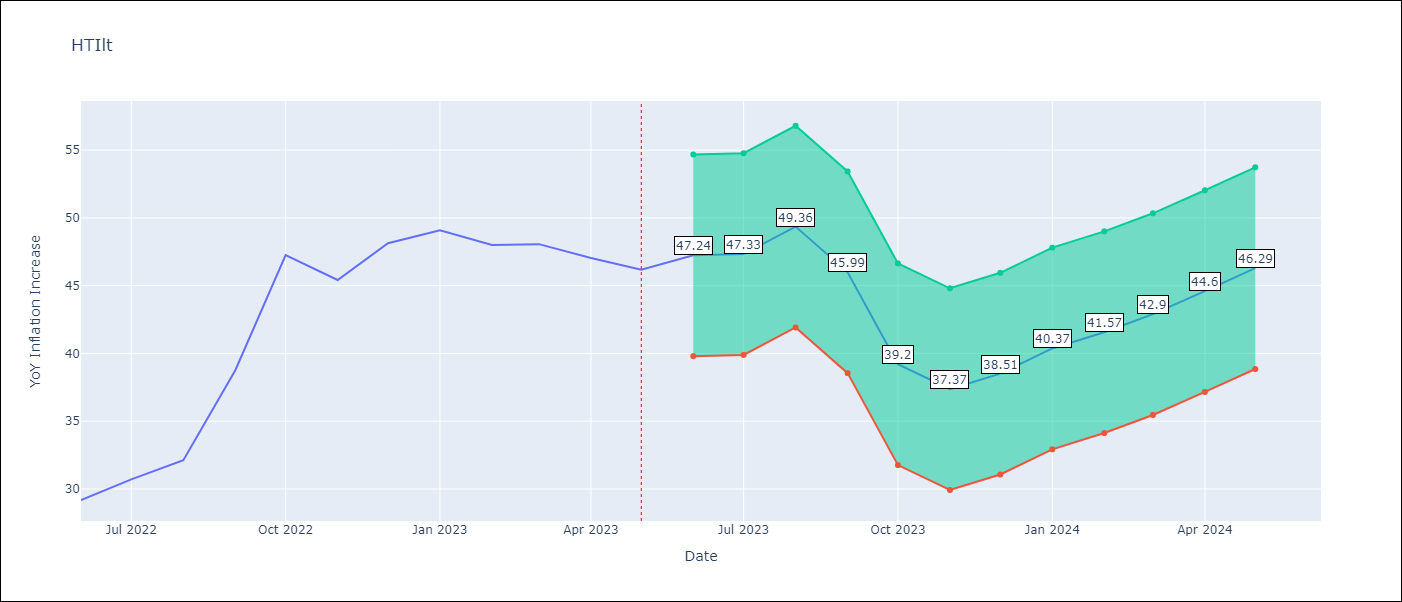 HTIlt
YoY Inflation Increase
55
50
45
40
35
30
47.24
47.33
49.36
45.99
39.2
37.37
38.51
40.37
41.57
42.9
44.6
46.29
Jul 2022
Oct 2022
Jan 2023
Apr 2023
Jul 2023
Oct 2023
Jan 2024
Apr 2024
Date